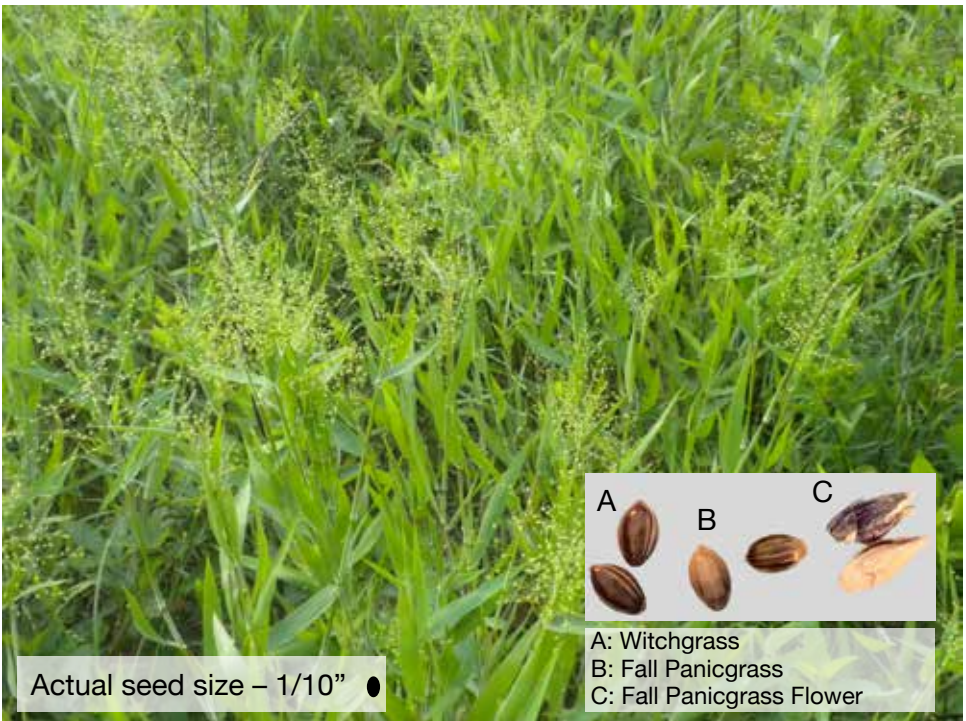 A
B
C
A: Witchgrass
B: Fall Panicgrass
C: Fall Panicgrass Flower
Actual seed size – 1/10”